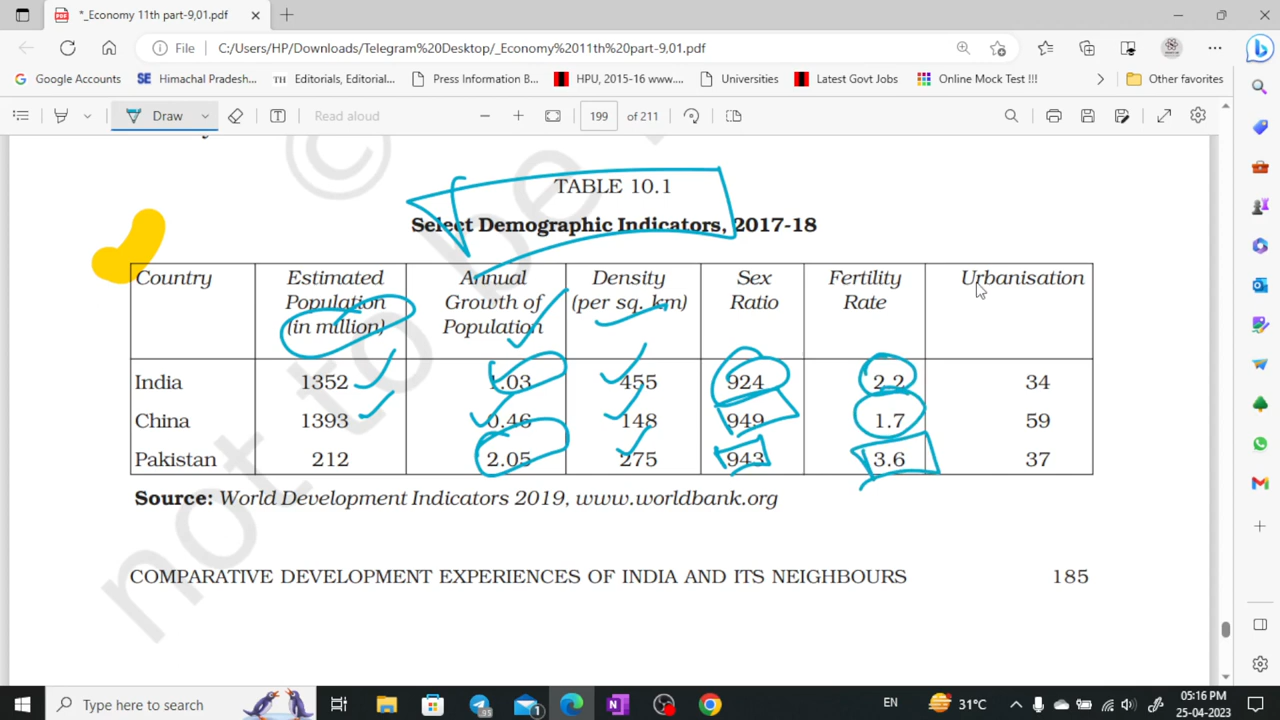 *_Economy 11th part-9,01.pdf
File C:/Users/HP/Downloads/Telegram%20Desktop/_Economy%2011th%20part-9,01.pdf
Google Accounts SE Himachal Pradesh... TH Editorials, Editorial... Press Information B... HPU, 2015-16 www.... Universities Latest Govt Jobs Online Mock Test !!! Other favorites
Draw Read aloud 199 of 211
© not to be
TABLE 10.1
Select Demographic Indicators, 2017-18
Country Estimated Population (in million) Annual Growth of Population Density (per sq. km) Sex Ratio Fertility Rate Urbanisation
India 1352 1.03 455 924 2.2 34
China 1393 0.46 148 949 1.7 59
Pakistan 212 2.05 275 943 3.6 37
Source: World Development Indicators 2019, www.worldbank.org
COMPARATIVE DEVELOPMENT EXPERIENCES OF INDIA AND ITS NEIGHBOURS 185
Type here to search EN 31°C 05:16 PM
25-04-2023